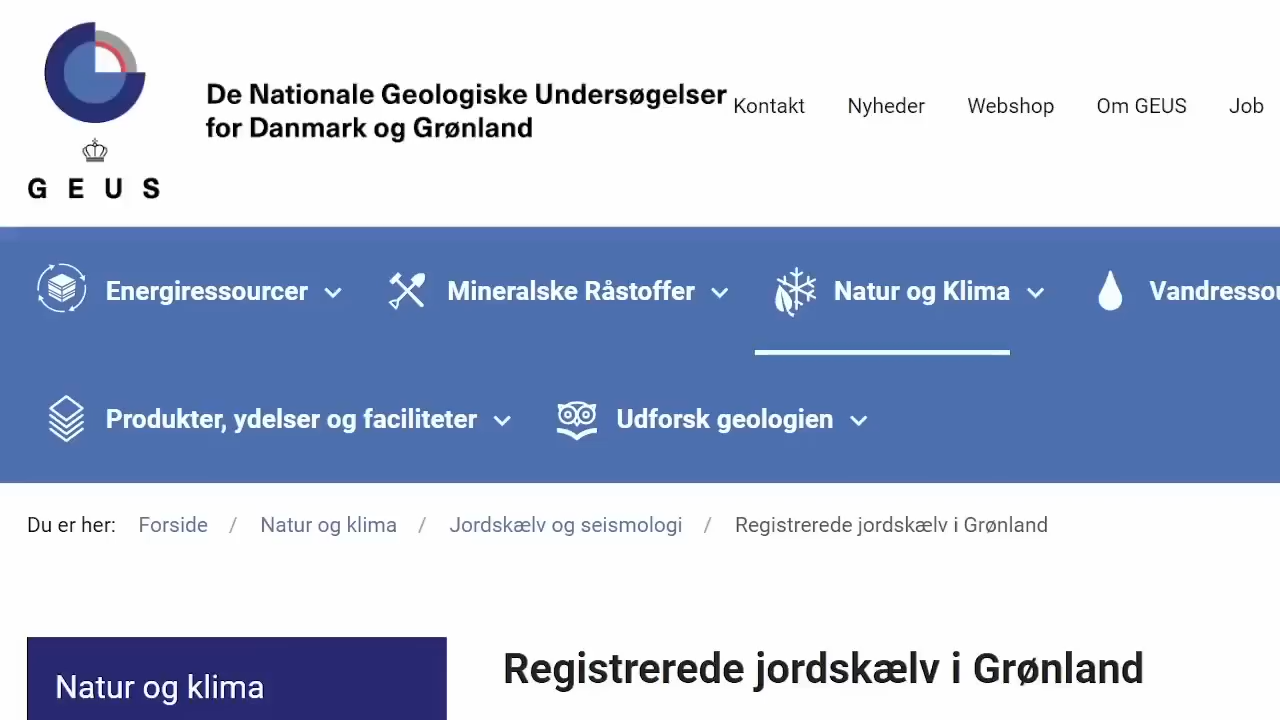 De Nationale Geologiske Undersøgelser
for Danmark og Grønland
Kontakt Nyheder Webshop Om GEUS Job
G E U S
Energiressourcer Mineralske Råstoffer Natur og Klima
Produkter, ydelser og faciliteter Udforsk geologien
Du er her: Forside / Natur og klima / Jordskælv og seismologi / Registrerede jordskælv i Grønland
Registrerede jordskælv i Grønland
Natur og klima